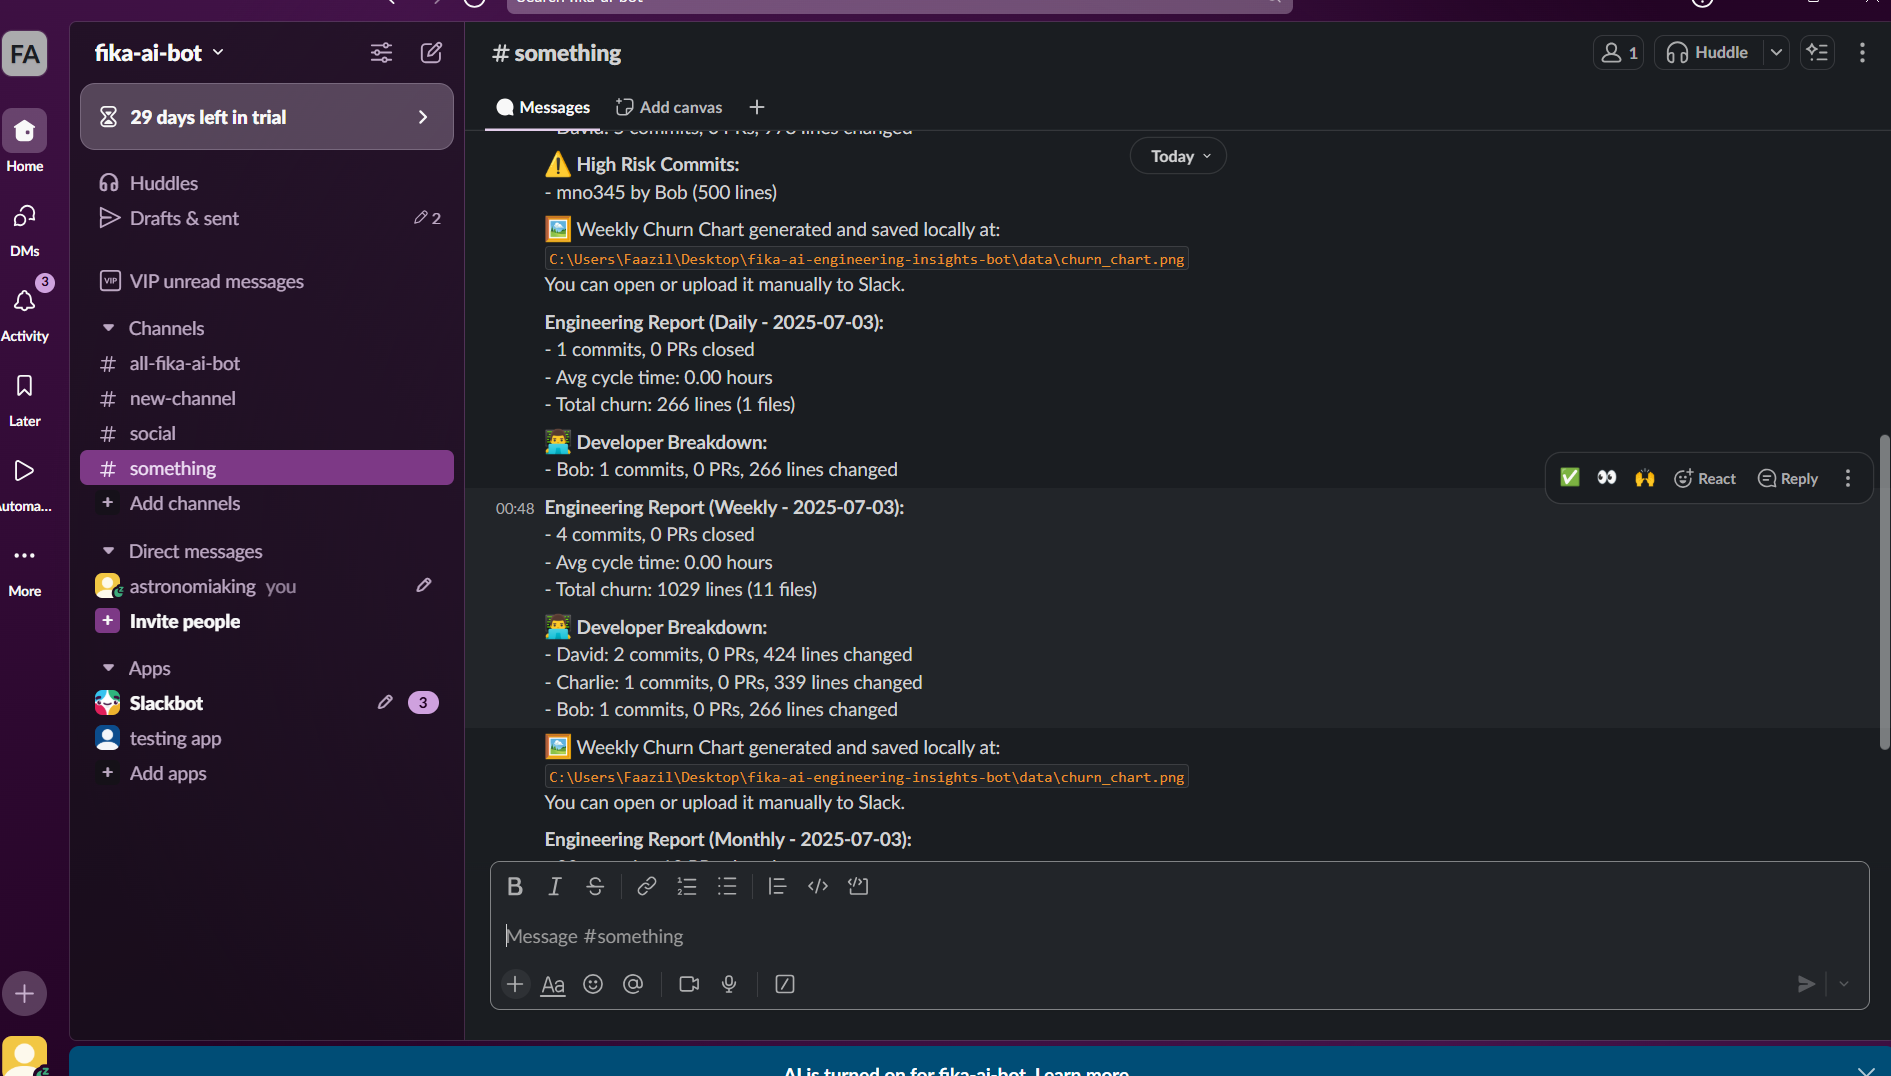 FA
fika-ai-bot
29 days left in trial
Home
Huddles
Drafts & sent
2
DMs
VIP unread messages
3
Activity
Channels
# all-fika-ai-bot
# new-channel
Later
# social
# something
+ Add channels
Direct messages
astronomiaking you
More
+ Invite people
Apps
Slackbot
3
testing app
+ Add apps
# something
1
Huddle
Messages
Add canvas
Today
High Risk Commits:
- mno345 by Bob (500 lines)
Weekly Churn Chart generated and saved locally at:
C:\Users\Faazil\Desktop\fika-ai-engineering-insights-bot\data\churn_chart.png
You can open or upload it manually to Slack.
Engineering Report (Daily - 2025-07-03):
- 1 commits, 0 PRs closed
- Avg cycle time: 0.00 hours
- Total churn: 266 lines (1 files)
Developer Breakdown:
- Bob: 1 commits, 0 PRs, 266 lines changed
React
Reply
00:48
Engineering Report (Weekly - 2025-07-03):
- 4 commits, 0 PRs closed
- Avg cycle time: 0.00 hours
- Total churn: 1029 lines (11 files)
Developer Breakdown:
- David: 2 commits, 0 PRs, 424 lines changed
- Charlie: 1 commits, 0 PRs, 339 lines changed
- Bob: 1 commits, 0 PRs, 266 lines changed
Weekly Churn Chart generated and saved locally at:
C:\Users\Faazil\Desktop\fika-ai-engineering-insights-bot\data\churn_chart.png
You can open or upload it manually to Slack.
Engineering Report (Monthly - 2025-07-03):
Message #something
Aa
AI is turned on for fika-ai-bot. Learn more